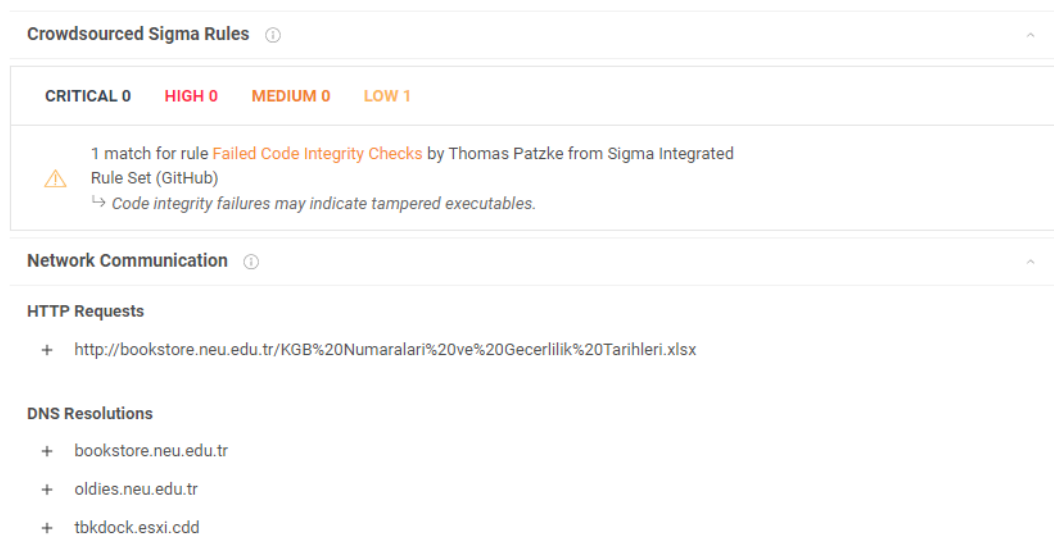 Crowdsourced Sigma Rules
CRITICAL 0 HIGH 0 MEDIUM 0 LOW 1
1 match for rule Failed Code Integrity Checks by Thomas Patzke from Sigma Integrated
Rule Set (GitHub)
↳ Code integrity failures may indicate tampered executables.
Network Communication
HTTP Requests
+ http://bookstore.neu.edu.tr/KGB%20Numaralari%20ve%20Gecerlilik%20Tarihleri.xlsx
DNS Resolutions
+ bookstore.neu.edu.tr
+ oldies.neu.edu.tr
+ tbkdock.esxi.cdd